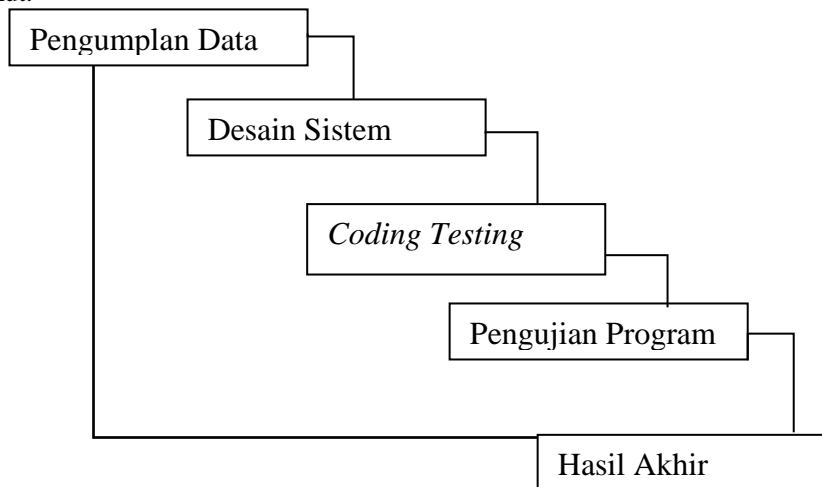 Pengumplan Data
Desain Sistem
Coding Testing
Pengujian Program
Hasil Akhir